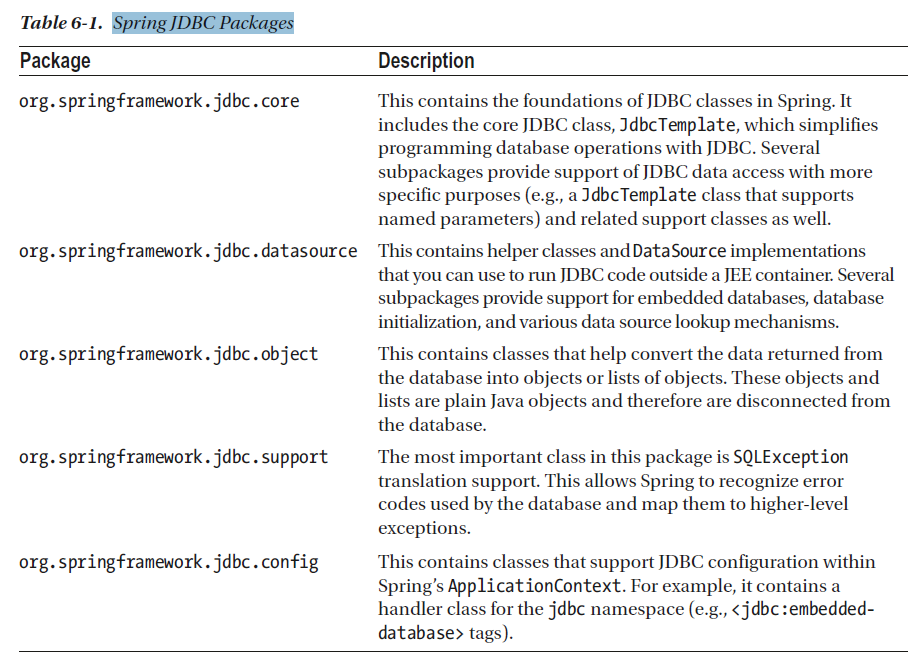 Table 6-1. Spring JDBC Packages
Package Description
org.springframework.jdbc.core This contains the foundations of JDBC classes in Spring. It
includes the core JDBC class, JdbcTemplate, which simplifies
programming database operations with JDBC. Several
subpackages provide support of JDBC data access with more
specific purposes (e.g., a JdbcTemplate class that supports
named parameters) and related support classes as well.
org.springframework.jdbc.datasource This contains helper classes and DataSource implementations
that you can use to run JDBC code outside a JEE container. Several
subpackages provide support for embedded databases, database
initialization, and various data source lookup mechanisms.
org.springframework.jdbc.object This contains classes that help convert the data returned from
the database into objects or lists of objects. These objects and
lists are plain Java objects and therefore are disconnected from
the database.
org.springframework.jdbc.support The most important class in this package is SQLException
translation support. This allows Spring to recognize error
codes used by the database and map them to higher-level
exceptions.
org.springframework.jdbc.config This contains classes that support JDBC configuration within
Spring’s ApplicationContext. For example, it contains a
handler class for the jdbc namespace (e.g., <jdbc:embedded-
database> tags).